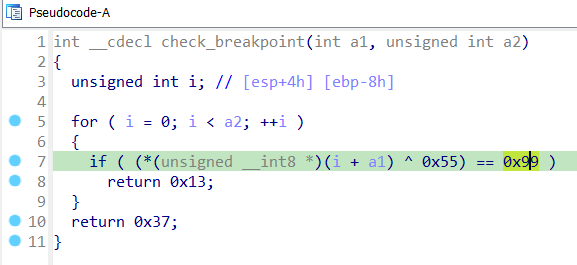 Pseudocode-A
1 int __cdecl check_breakpoint(int a1, unsigned int a2)
2 {
3   unsigned int i; // [esp+4h] [ebp-8h]
4
5   for ( i = 0; i < a2; ++i )
6   {
7     if ( (*(unsigned __int8 *)(i + a1) ^ 0x55) == 0x99 )
8       return 0x13;
9   }
10   return 0x37;
11 }